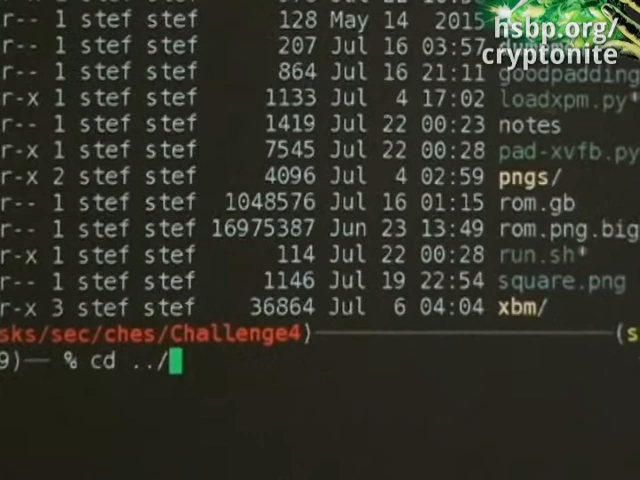 r-- 1 stef stef 128 May 14 2015
hsbp.org/
cryptonite
r-- 1 stef stef 207 Jul 16 03:57
r-- 1 stef stef 864 Jul 16 21:11 goodpadding
r-x 1 stef stef 1133 Jul 4 17:02 loadxpm.py*
r-- 1 stef stef 1419 Jul 22 00:23 notes
r-x 1 stef stef 7545 Jul 22 00:28 pad-xvfb.py
r-x 2 stef stef 4096 Jul 4 02:59 pngs/
r-- 1 stef stef 1048576 Jul 16 01:15 rom.gb
r-- 1 stef stef 16975387 Jun 23 13:49 rom.png.big
r-x 1 stef stef 114 Jul 22 00:28 run.sh*
r-- 1 stef stef 1146 Jul 19 22:54 square.png
r-x 3 stef stef 36864 Jul 6 04:04 xbm/
sks/sec/ches/Challenge4)————(s
9)— % cd ../